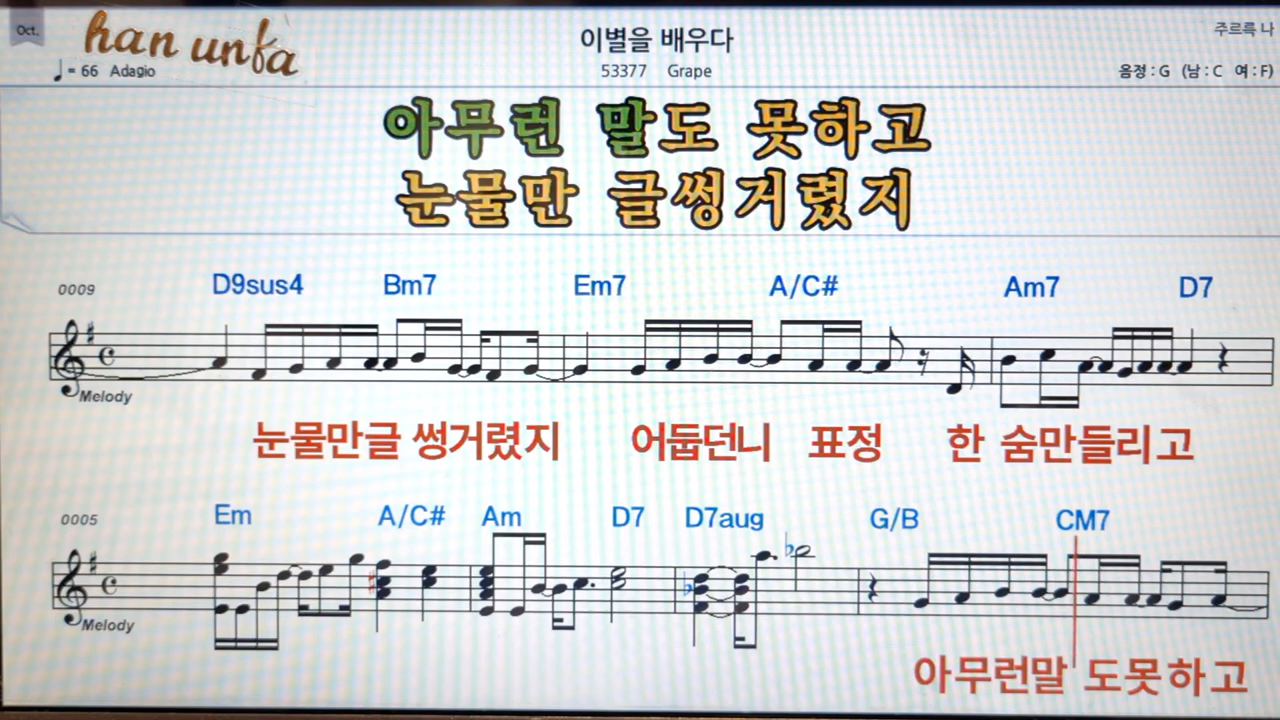 Oct.
han unfa
이별을 배우다
주르륵 나
= 66 Adagio
53377 Grape
음정 : G (남 : C 여 : F)
아무런 말도 못하고
눈물만 글썽거렸지
0009 D9sus4 Bm7 Em7 A/C# Am7 D7
Melody
눈물만글 썽거렸지 어둡던니 표정 한 숨만들리고
0005 Em A/C# Am D7 D7aug G/B CM7
Melody
아무런말 도못하고